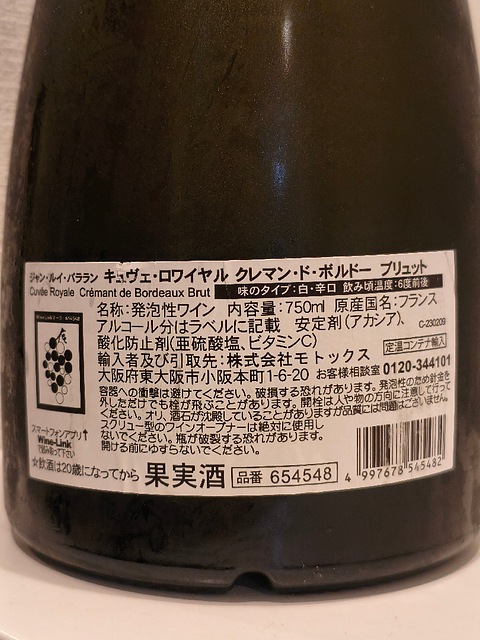 ジャン・ルイ・バララン キュヴェ・ロワイヤル クレマン・ド・ボルドー ブリュット
Cuvée Royale Crémant de Bordeaux Brut 味のタイプ:白・辛口 飲み頃温度:6度前後
名称:発泡性ワイン 内容量:750ml 原産国名:フランス
アルコール分はラベルに記載 安定剤(アカシア)、 C-230209
酸化防止剤(亜硫酸塩、ビタミンC) 定温コンテナ輸入
輸入者及び引取先:株式会社モトックス
大阪府東大阪市小阪本町1-6-20 お客様相談室 0120-344101
容器への衝撃は避けてください。破損する恐れがあります。発泡性のため針金を
外しただけでも栓が飛ぶことがあります。開栓は人や物の方向に注意して行って
ください。オリ、酒石が沈殿していることがありますが品質には問題はございません。
スクリュー型のワインオープナーは絶対に使用し
ないでください。瓶が破裂する恐れがあります。
開ける前にゆすらないでください。
スマートフォンアプリ↑
Wine-Link
で読み取って下さい
☆飲酒は20歳になってから 果実酒 品番 654548
4 997678 545482